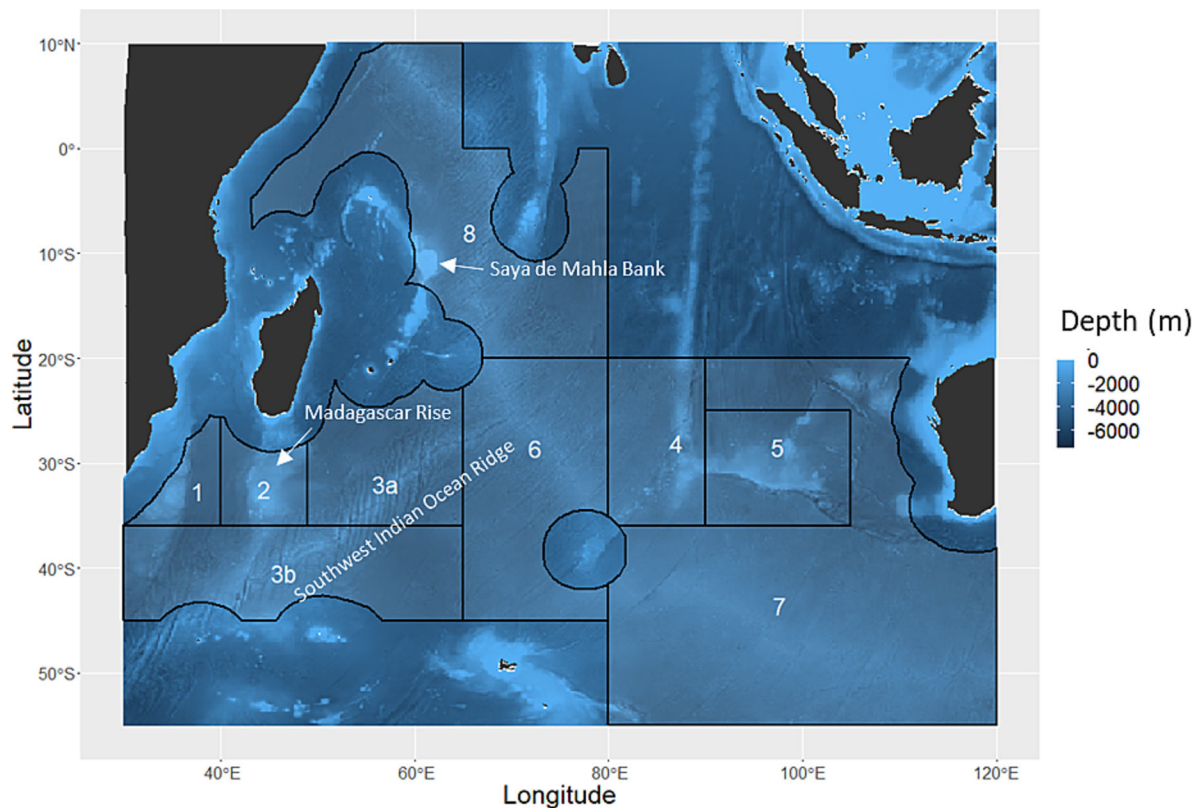 10°N
0°
10°S
20°S
30°S
40°S
50°S
Latitude
8
Saya de Mahla Bank
Madagascar Rise
1
2
3a
6
4
5
Southwest Indian Ocean Ridge
3b
7
40°E
60°E
80°E
100°E
120°E
Longitude
Depth (m)
0
-2000
-4000
-6000